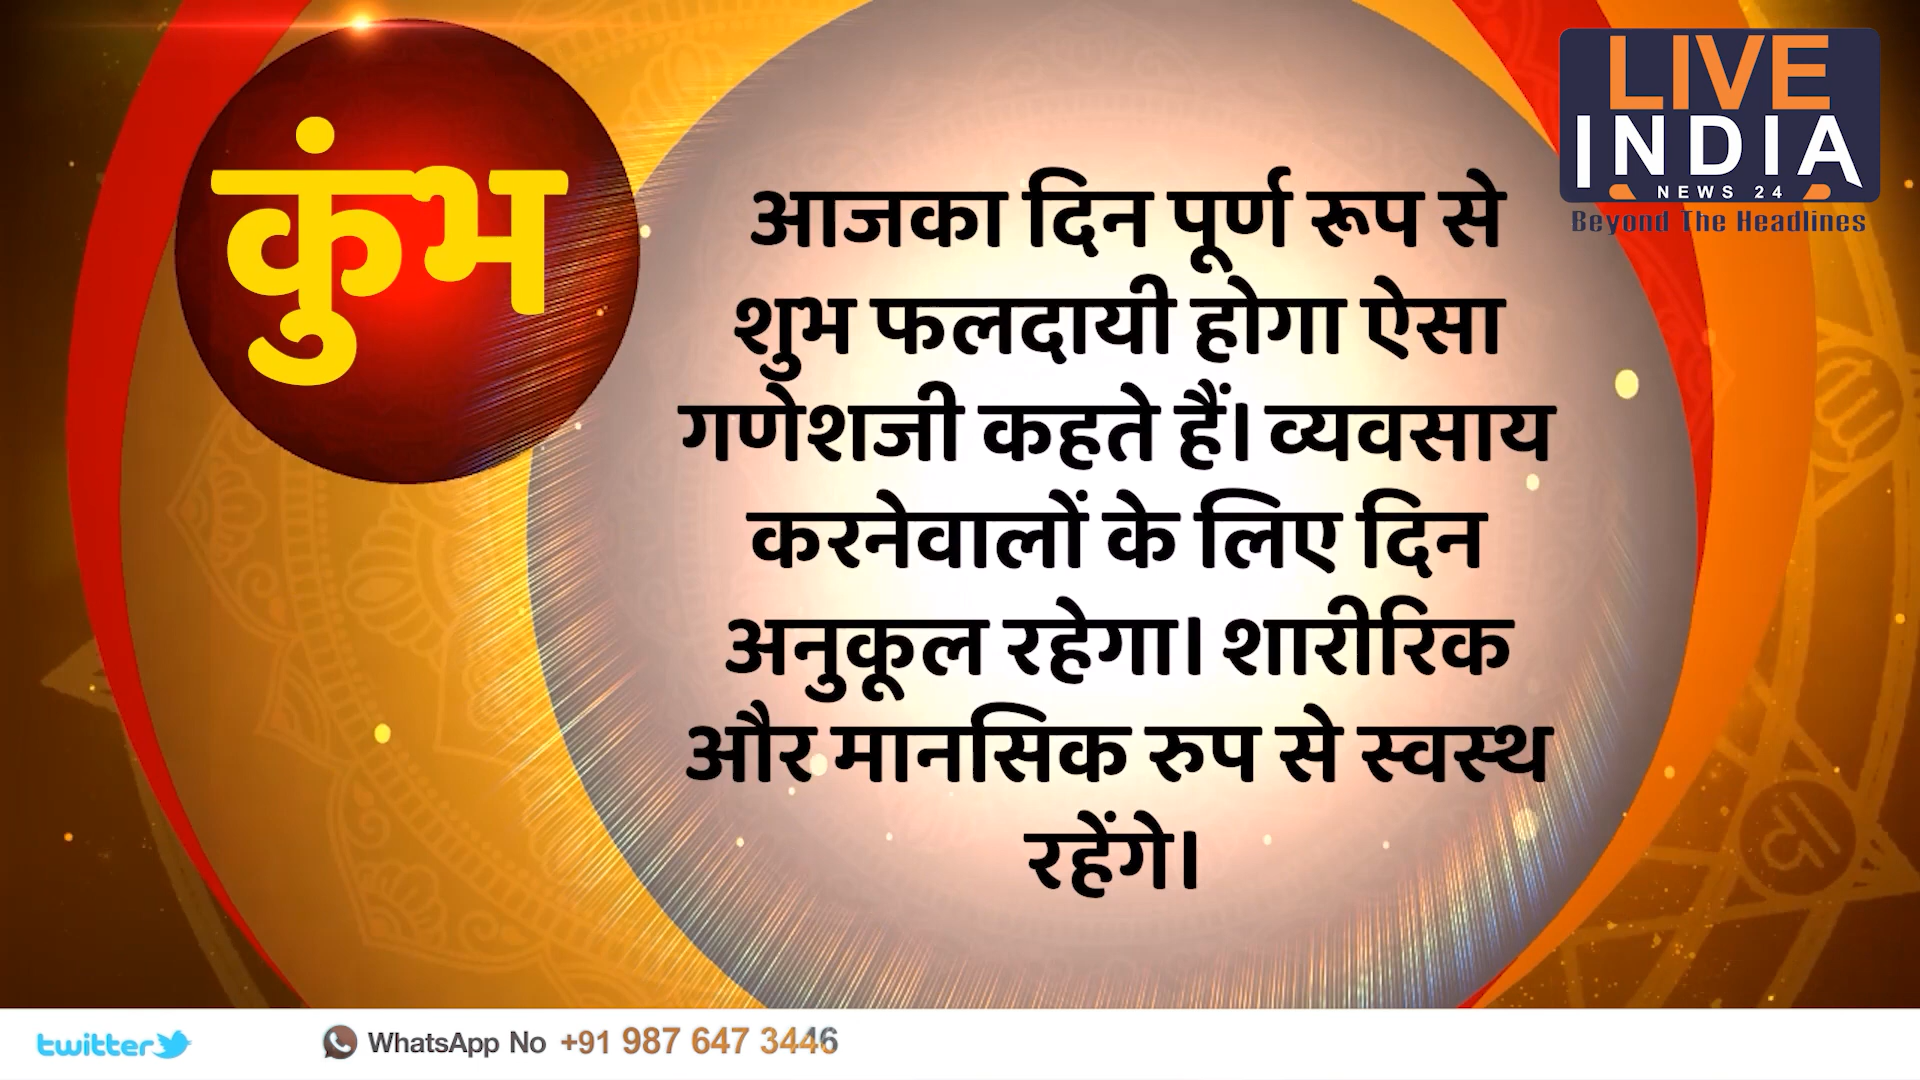 कुंभ
आजका दिन पूर्ण रूप से
शुभ फलदायी होगा ऐसा
गणेशजी कहते हैं। व्यवसाय
करनेवालों के लिए दिन
अनुकूल रहेगा। शारीरिक
और मानसिक रुप से स्वस्थ
रहेंगे।
LIVE
INDIA
NEWS 24
Beyond The Headlines
twitter
WhatsApp No +91 987 647 3446